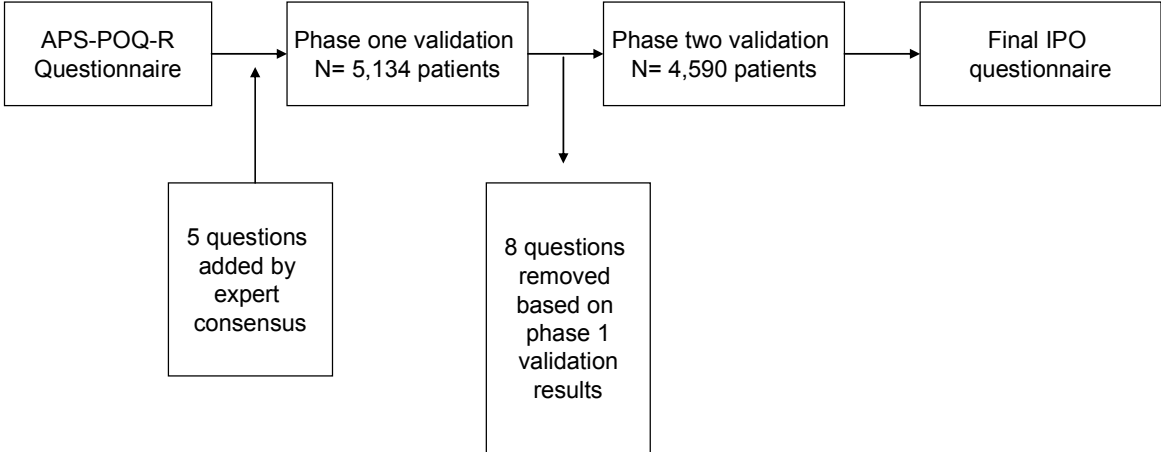 APS-POQ-R
Questionnaire
Phase one validation
N= 5,134 patients
Phase two validation
N= 4,590 patients
Final IPO
questionnaire
5 questions
added by
expert
consensus
8 questions
removed
based on
phase 1
validation
results